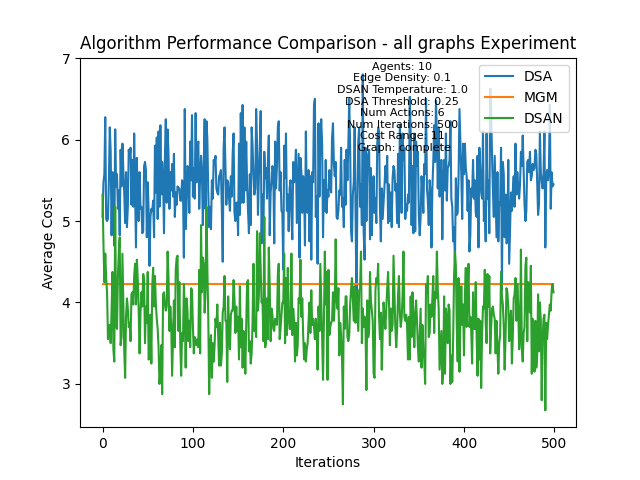 Algorithm Performance Comparison - all graphs Experiment
Agents: 10
Edge Density: 0.1
DSAN Temperature: 1.0
DSA Threshold: 0.25
Num Actions: 6
Num Iterations: 500
Cost Range: 11
Graph: complete
DSA
MGM
DSAN
Average Cost
7
6
5
4
3
0
100
200
300
400
500
Iterations